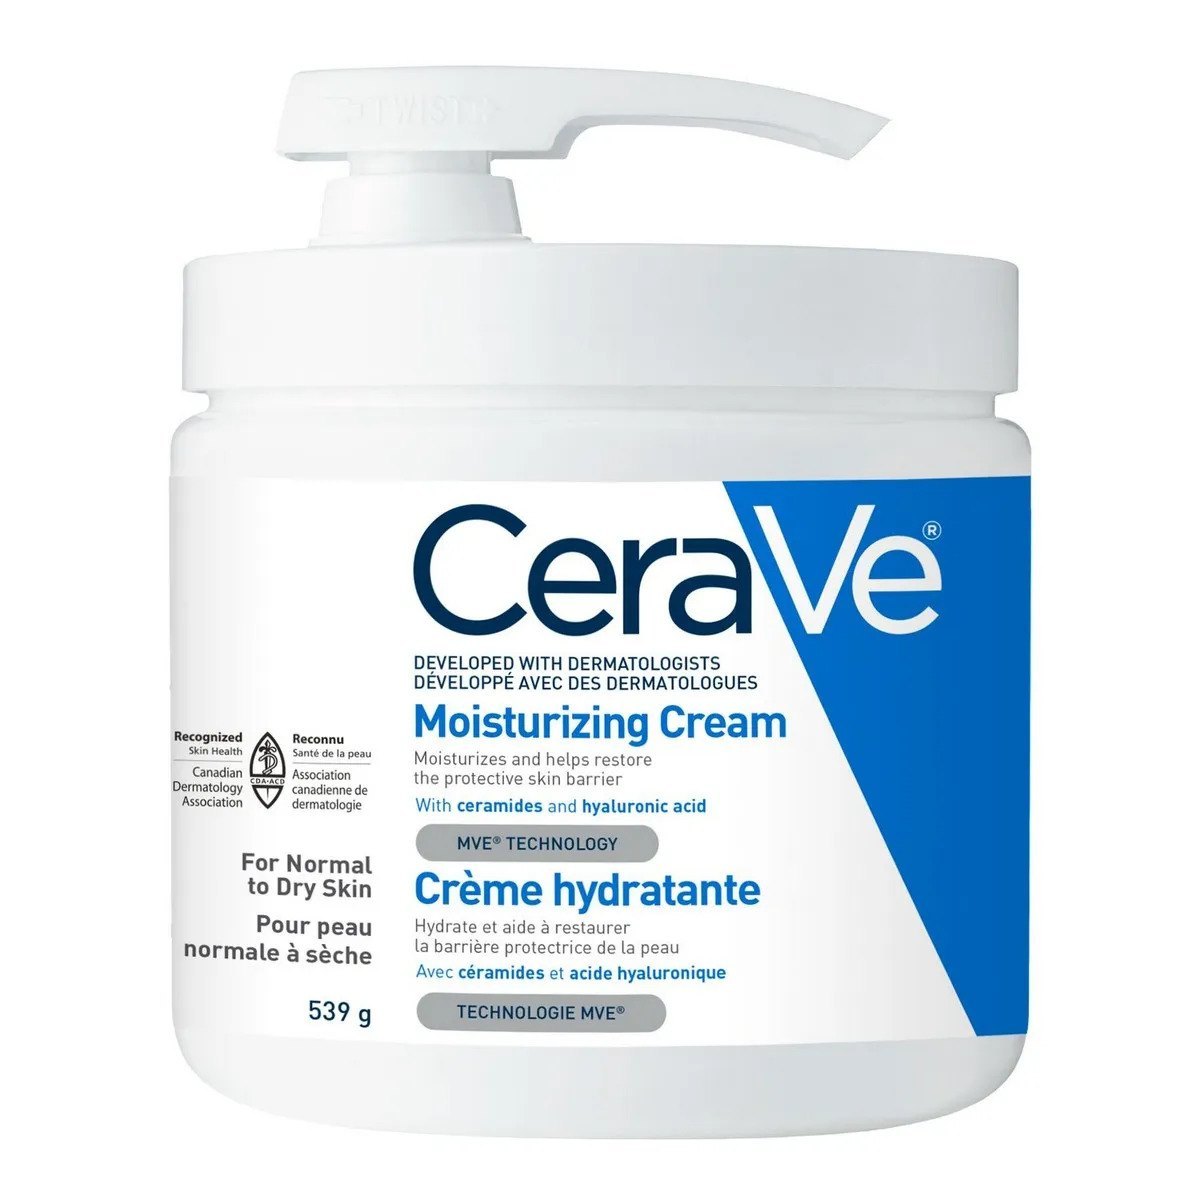 TWIST
CeraVe®
DEVELOPED WITH DERMATOLOGISTS
DÉVELOPPÉ AVEC DES DERMATOLOGUES
Moisturizing Cream
Moisturizes and helps restore
the protective skin barrier
With ceramides and hyaluronic acid
MVE® TECHNOLOGY
Crème hydratante
Hydrate et aide à restaurer
la barrière protectrice de la peau
Avec céramides et acide hyaluronique
TECHNOLOGIE MVE®
Recognized
Skin Health
Canadian
Dermatology
Association
CDA•ACD
Reconnu
Santé de la peau
Association
canadienne de
dermatologie
For Normal
to Dry Skin
Pour peau
normale à sèche
539 g